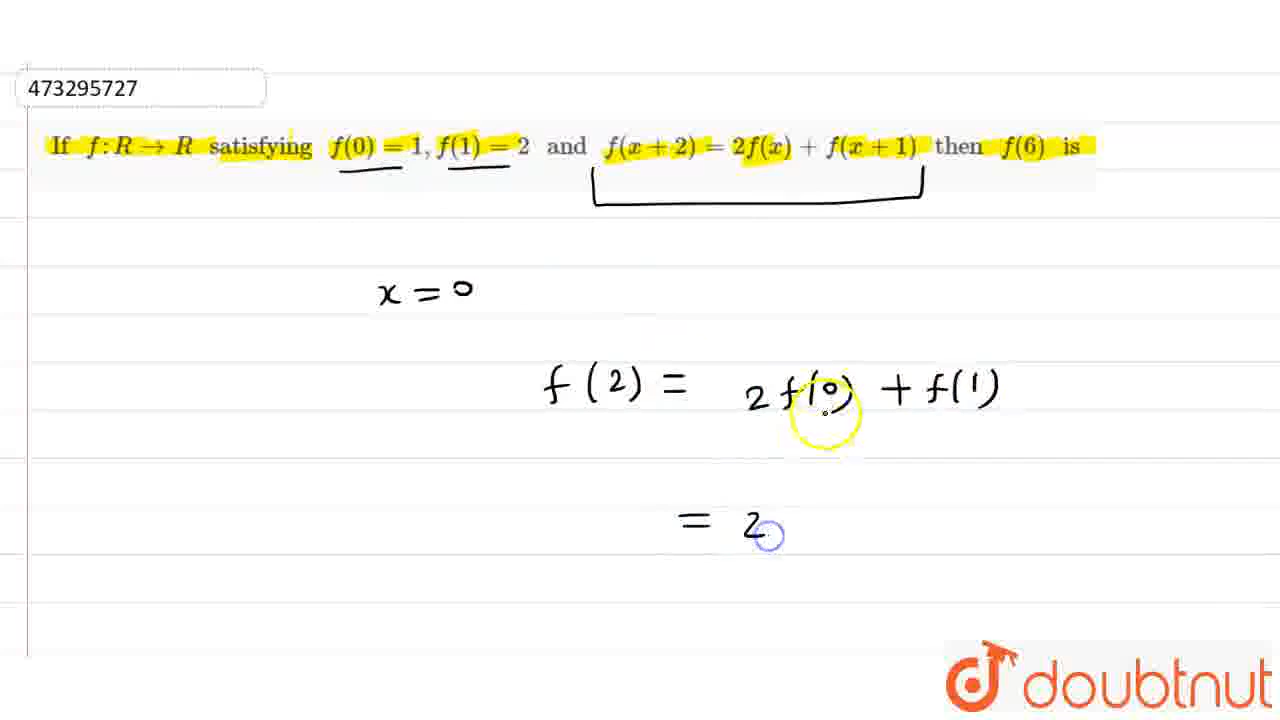 473295727
If f : R → R satisfying f(0) = 1, f(1) = 2 and f(x + 2) = 2f(x) + f(x + 1) then f(6) is
x = 0
f(2) = 2f(0) + f(1)
= 2
doubtnut